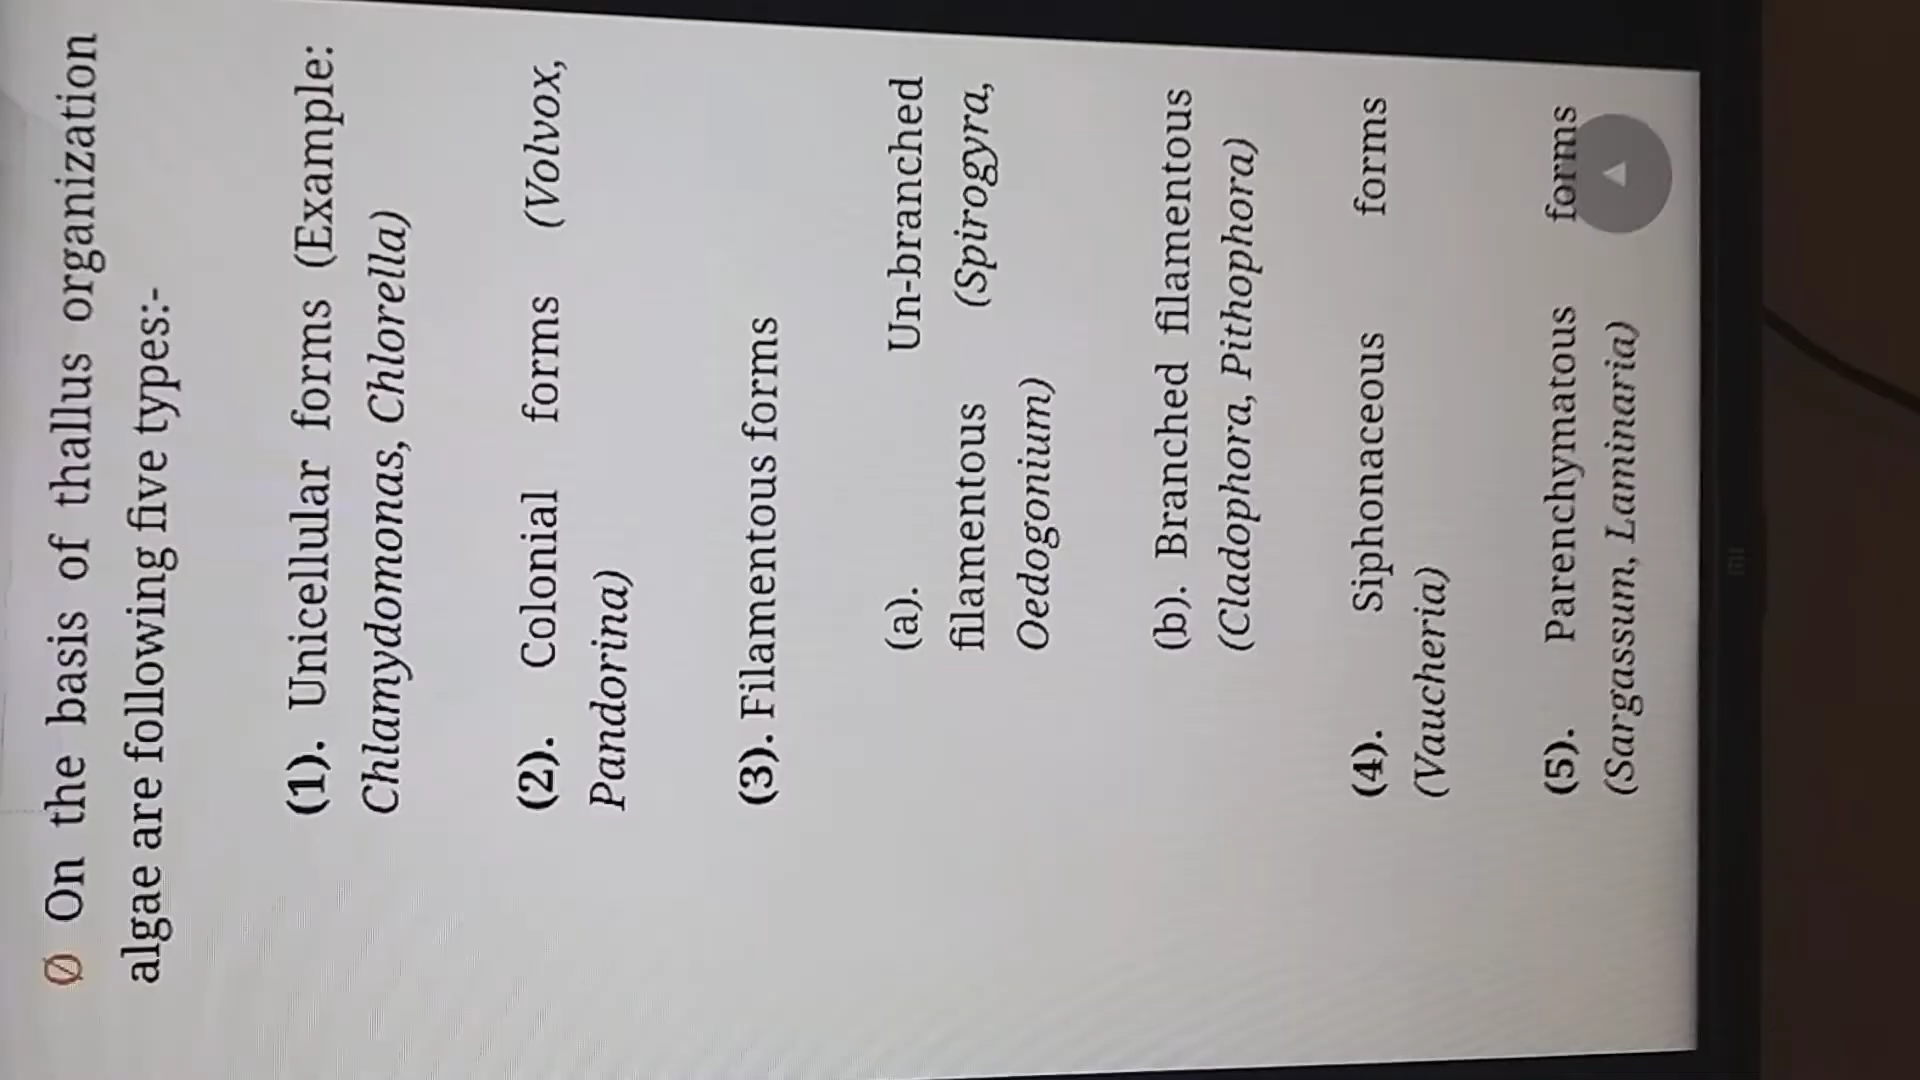 Ø On the basis of thallus organization
algae are following five types:-
(1). Unicellular forms (Example:
Chlamydomonas, Chlorella)
(2). Colonial forms (Volvox,
Pandorina)
(3). Filamentous forms
(a). Un-branched
filamentous (Spirogyra,
Oedogonium)
(b). Branched filamentous
(Cladophora, Pithophora)
(4). Siphonaceous forms
(Vaucheria)
(5). Parenchymatous forms
(Sargassum, Laminaria)
mi